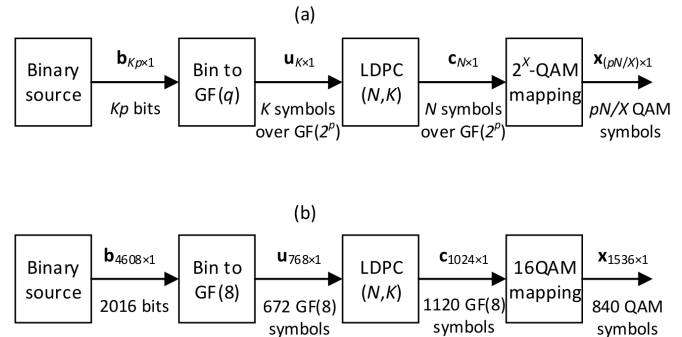 (a)
Binary source
b_{Kp×1}
Kp bits
Bin to GF(q)
u_{K×1}
K symbols over GF(2^p)
LDPC (N,K)
c_{N×1}
N symbols over GF(2^p)
2^X-QAM mapping
x_{(pN/X)×1}
pN/X QAM symbols
(b)
Binary source
b_{4608×1}
2016 bits
Bin to GF(8)
u_{768×1}
672 GF(8) symbols
LDPC (N,K)
c_{1024×1}
1120 GF(8) symbols
16QAM mapping
x_{1536×1}
840 QAM symbols